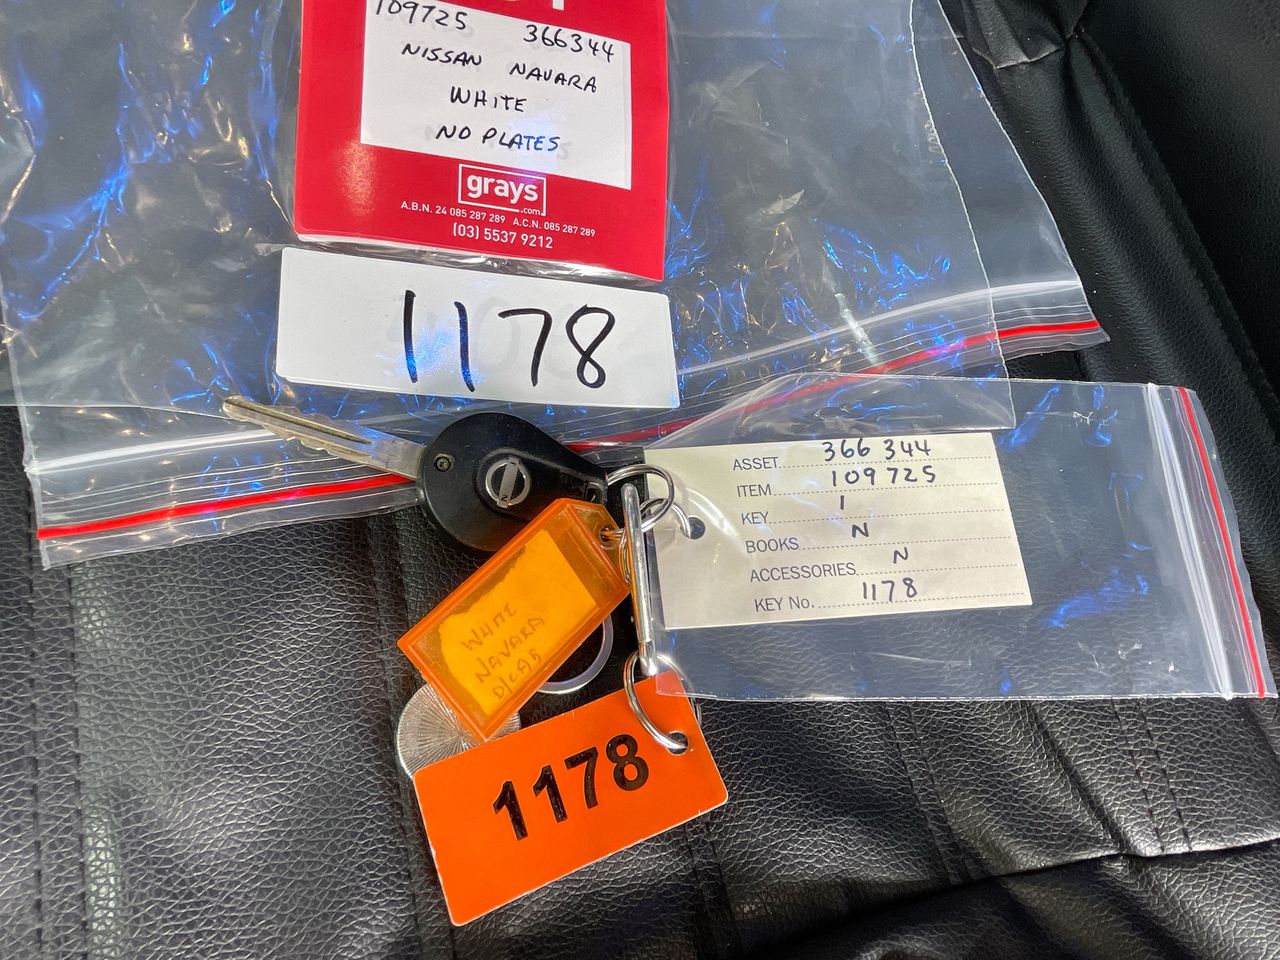 109725 366344
NISSAN NAVARA
WHITE
NO PLATES
grays
.com
A.B.N. 24 085 287 289 A.C.N. 085 287 289
(03) 5537 9212
1178
ASSET 366 344
ITEM 109725
KEY 1
BOOKS N
ACCESSORIES N
KEY No. 1178
WHITE
NAVARA
D/CAB
1178